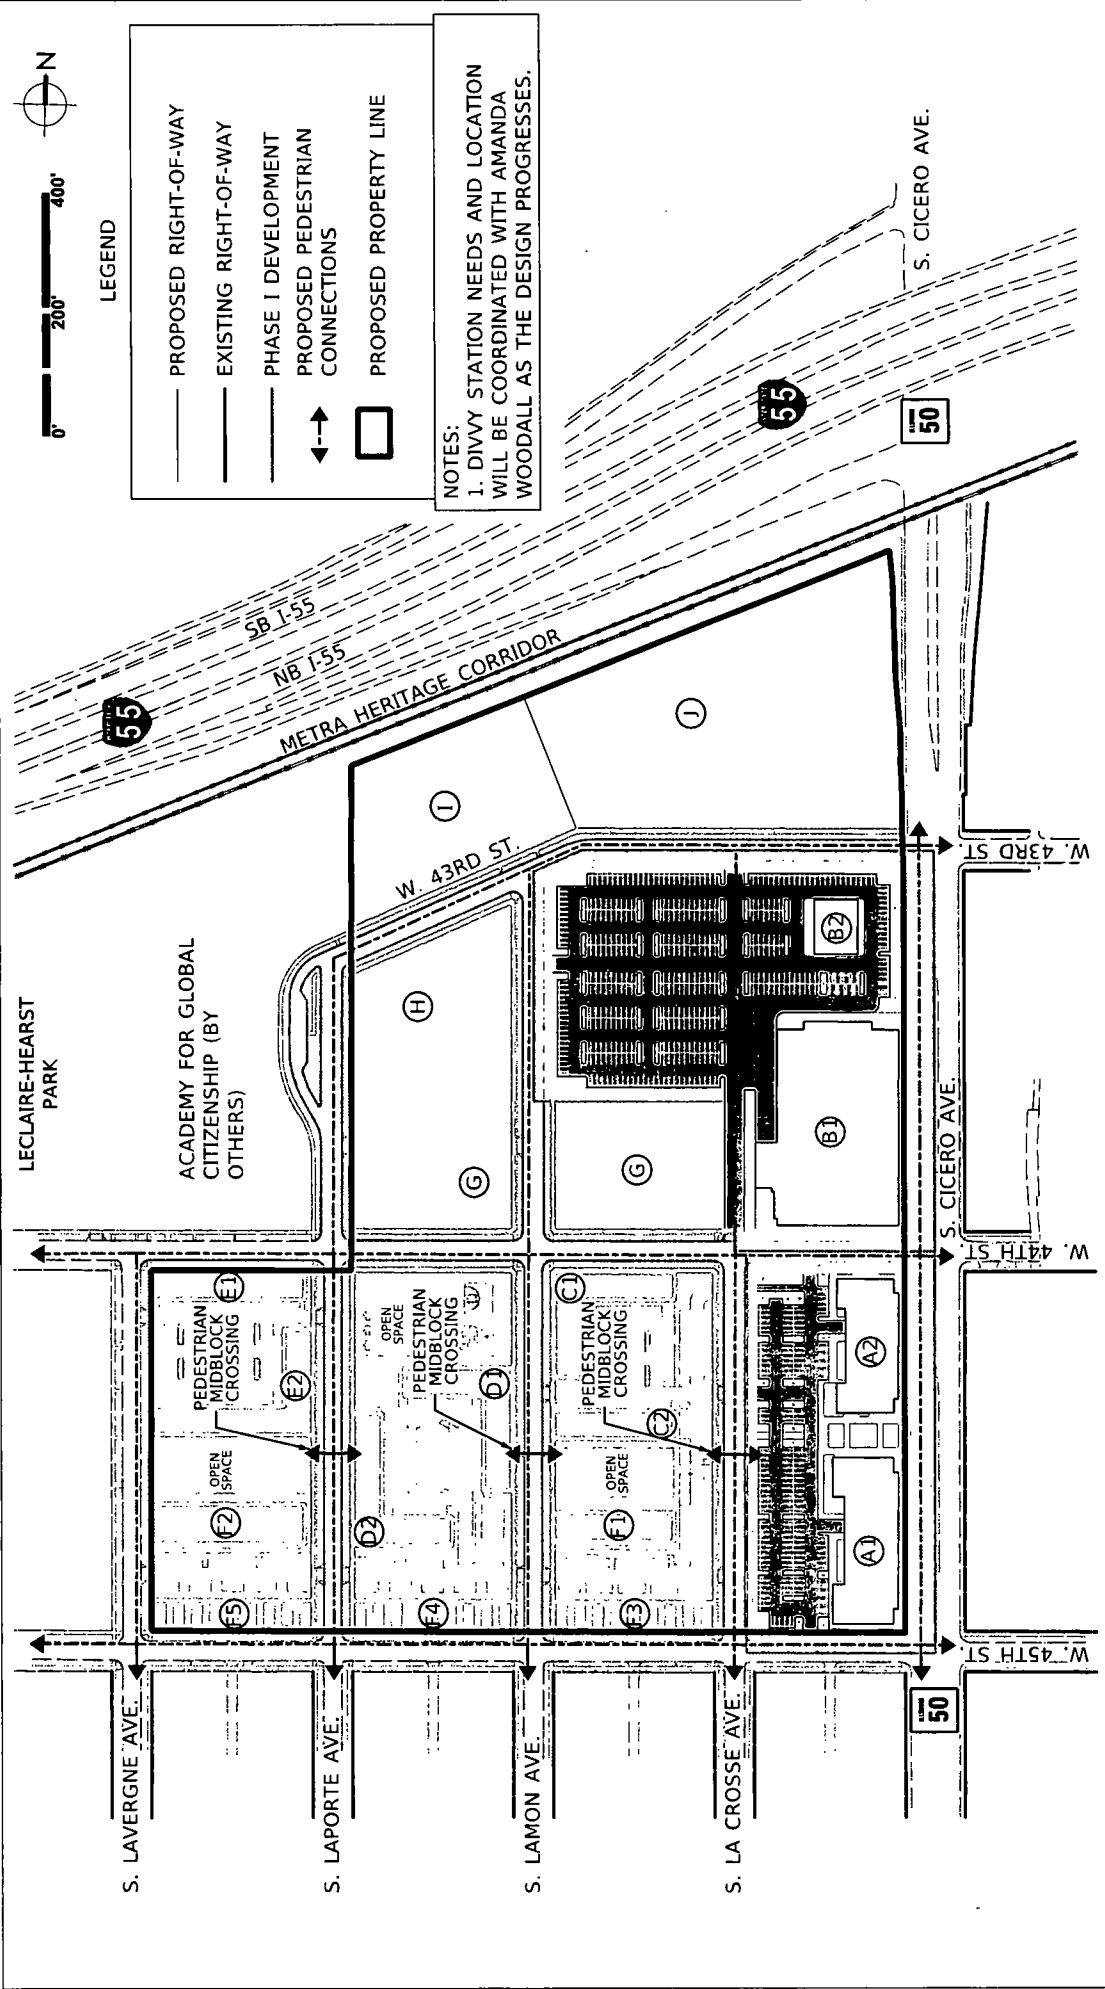 N
0'
200'
400'
LEGEND
PROPOSED RIGHT-OF-WAY
EXISTING RIGHT-OF-WAY
PHASE I DEVELOPMENT
PROPOSED PEDESTRIAN
CONNECTIONS
PROPOSED PROPERTY LINE
NOTES:
1. DIVVY STATION NEEDS AND LOCATION
WILL BE COORDINATED WITH AMANDA
WOODALL AS THE DESIGN PROGRESSES.
LECLAIRE-HEARST
PARK
ACADEMY FOR GLOBAL
CITIZENSHIP (BY
OTHERS)
55
SB I-55
NB I-55
METRA HERITAGE CORRIDOR
55
ILLINOIS
50
S. CICERO AVE.
S. LAVERGNE AVE.
S. LAPORTE AVE.
S. LAMON AVE.
S. LA CROSSE AVE.
F5
F2
OPEN
SPACE
E2
PEDESTRIAN
MIDBLOCK
CROSSING
E1
F4
D2
D1
PEDESTRIAN
MIDBLOCK
CROSSING
OPEN
SPACE
F3
F1
OPEN
SPACE
C2
PEDESTRIAN
MIDBLOCK
CROSSING
C1
G
H
I
W. 43RD ST.
G
J
A1
A2
B1
B2
S. CICERO AVE.
W. 45TH ST
W. 44TH ST.
W. 43RD ST.
ILLINOIS
50